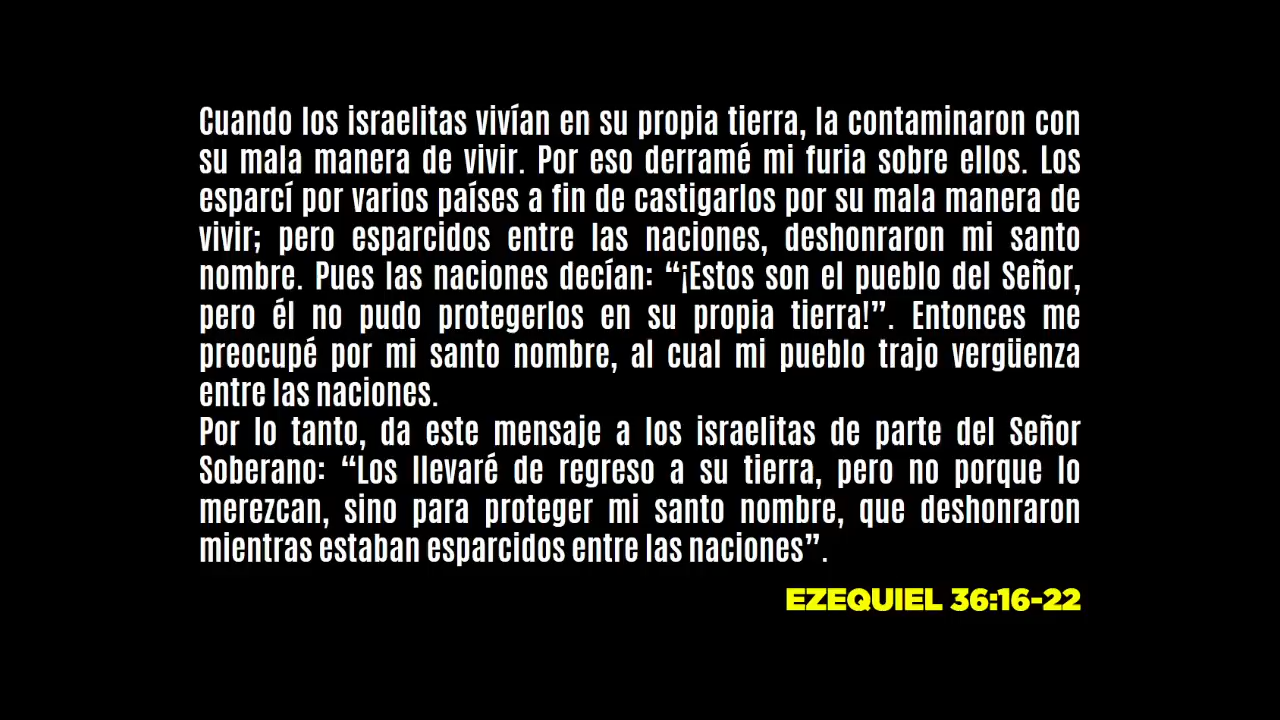 Cuando los israelitas vivían en su propia tierra, la contaminaron con
su mala manera de vivir. Por eso derramé mi furia sobre ellos. Los
esparcí por varios países a fin de castigarlos por su mala manera de
vivir; pero esparcidos entre las naciones, deshonraron mi santo
nombre. Pues las naciones decían: “¡Estos son el pueblo del Señor,
pero él no pudo protegerlos en su propia tierra!”. Entonces me
preocupé por mi santo nombre, al cual mi pueblo trajo vergüenza
entre las naciones.
Por lo tanto, da este mensaje a los israelitas de parte del Señor
Soberano: “Los llevaré de regreso a su tierra, pero no porque lo
merezcan, sino para proteger mi santo nombre, que deshonraron
mientras estaban esparcidos entre las naciones”.
EZEQUIEL 36:16-22